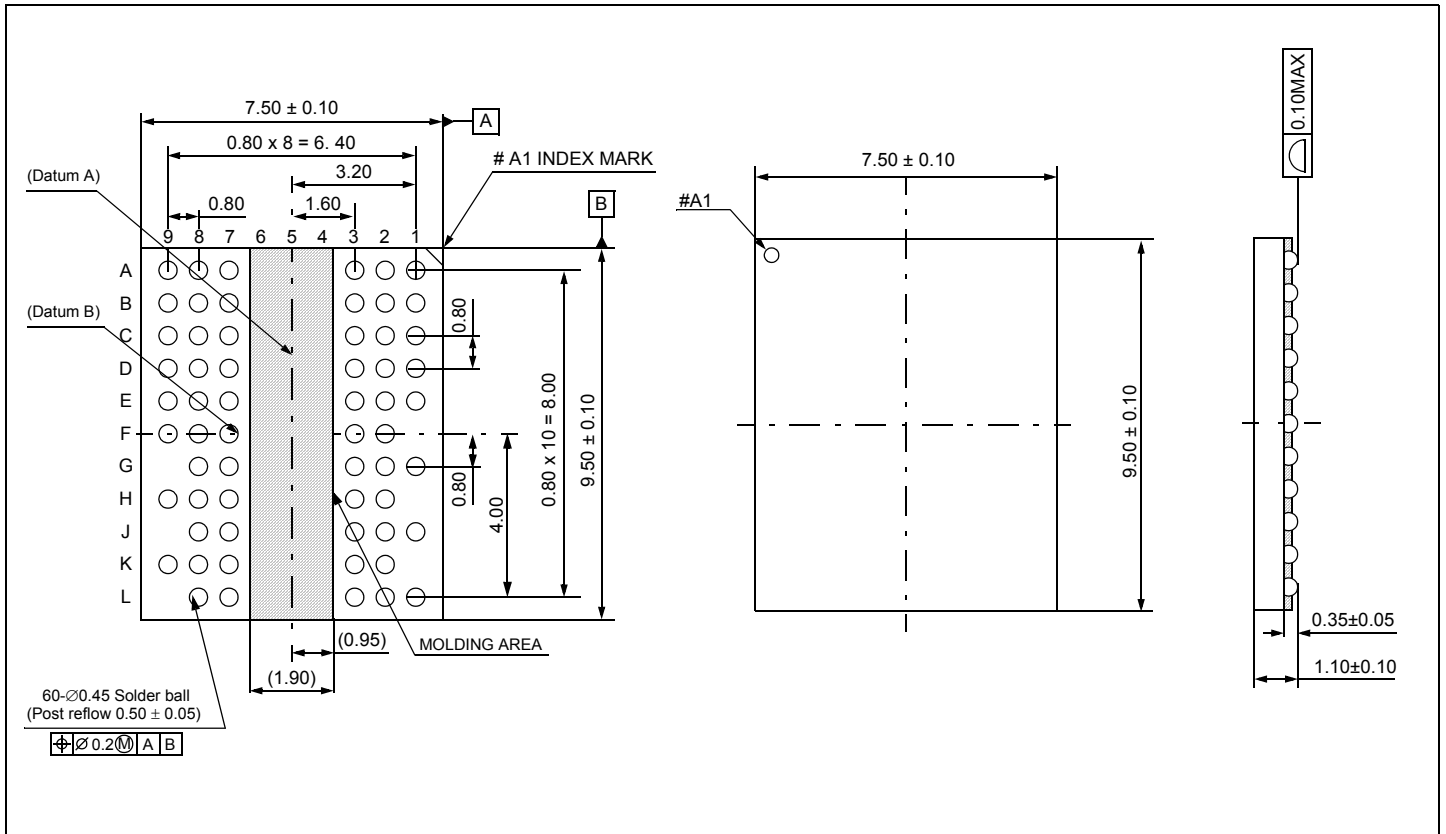 7.50 ± 0.10
A
0.80 x 8 = 6. 40
# A1 INDEX MARK
3.20
(Datum A)
0.80
1.60
B
9 8 7 6 5 4 3 2 1
A
B
C
D
E
F
G
H
J
K
L
(Datum B)
0.80
0.80
4.00
0.80 x 10 = 8.00
9.50 ± 0.10
(0.95)
MOLDING AREA
(1.90)
60-∅0.45 Solder ball
(Post reflow 0.50 ± 0.05)
⌖ ∅ 0.2 Ⓜ A B
7.50 ± 0.10
#A1
9.50 ± 0.10
0.10MAX
0.35±0.05
1.10±0.10